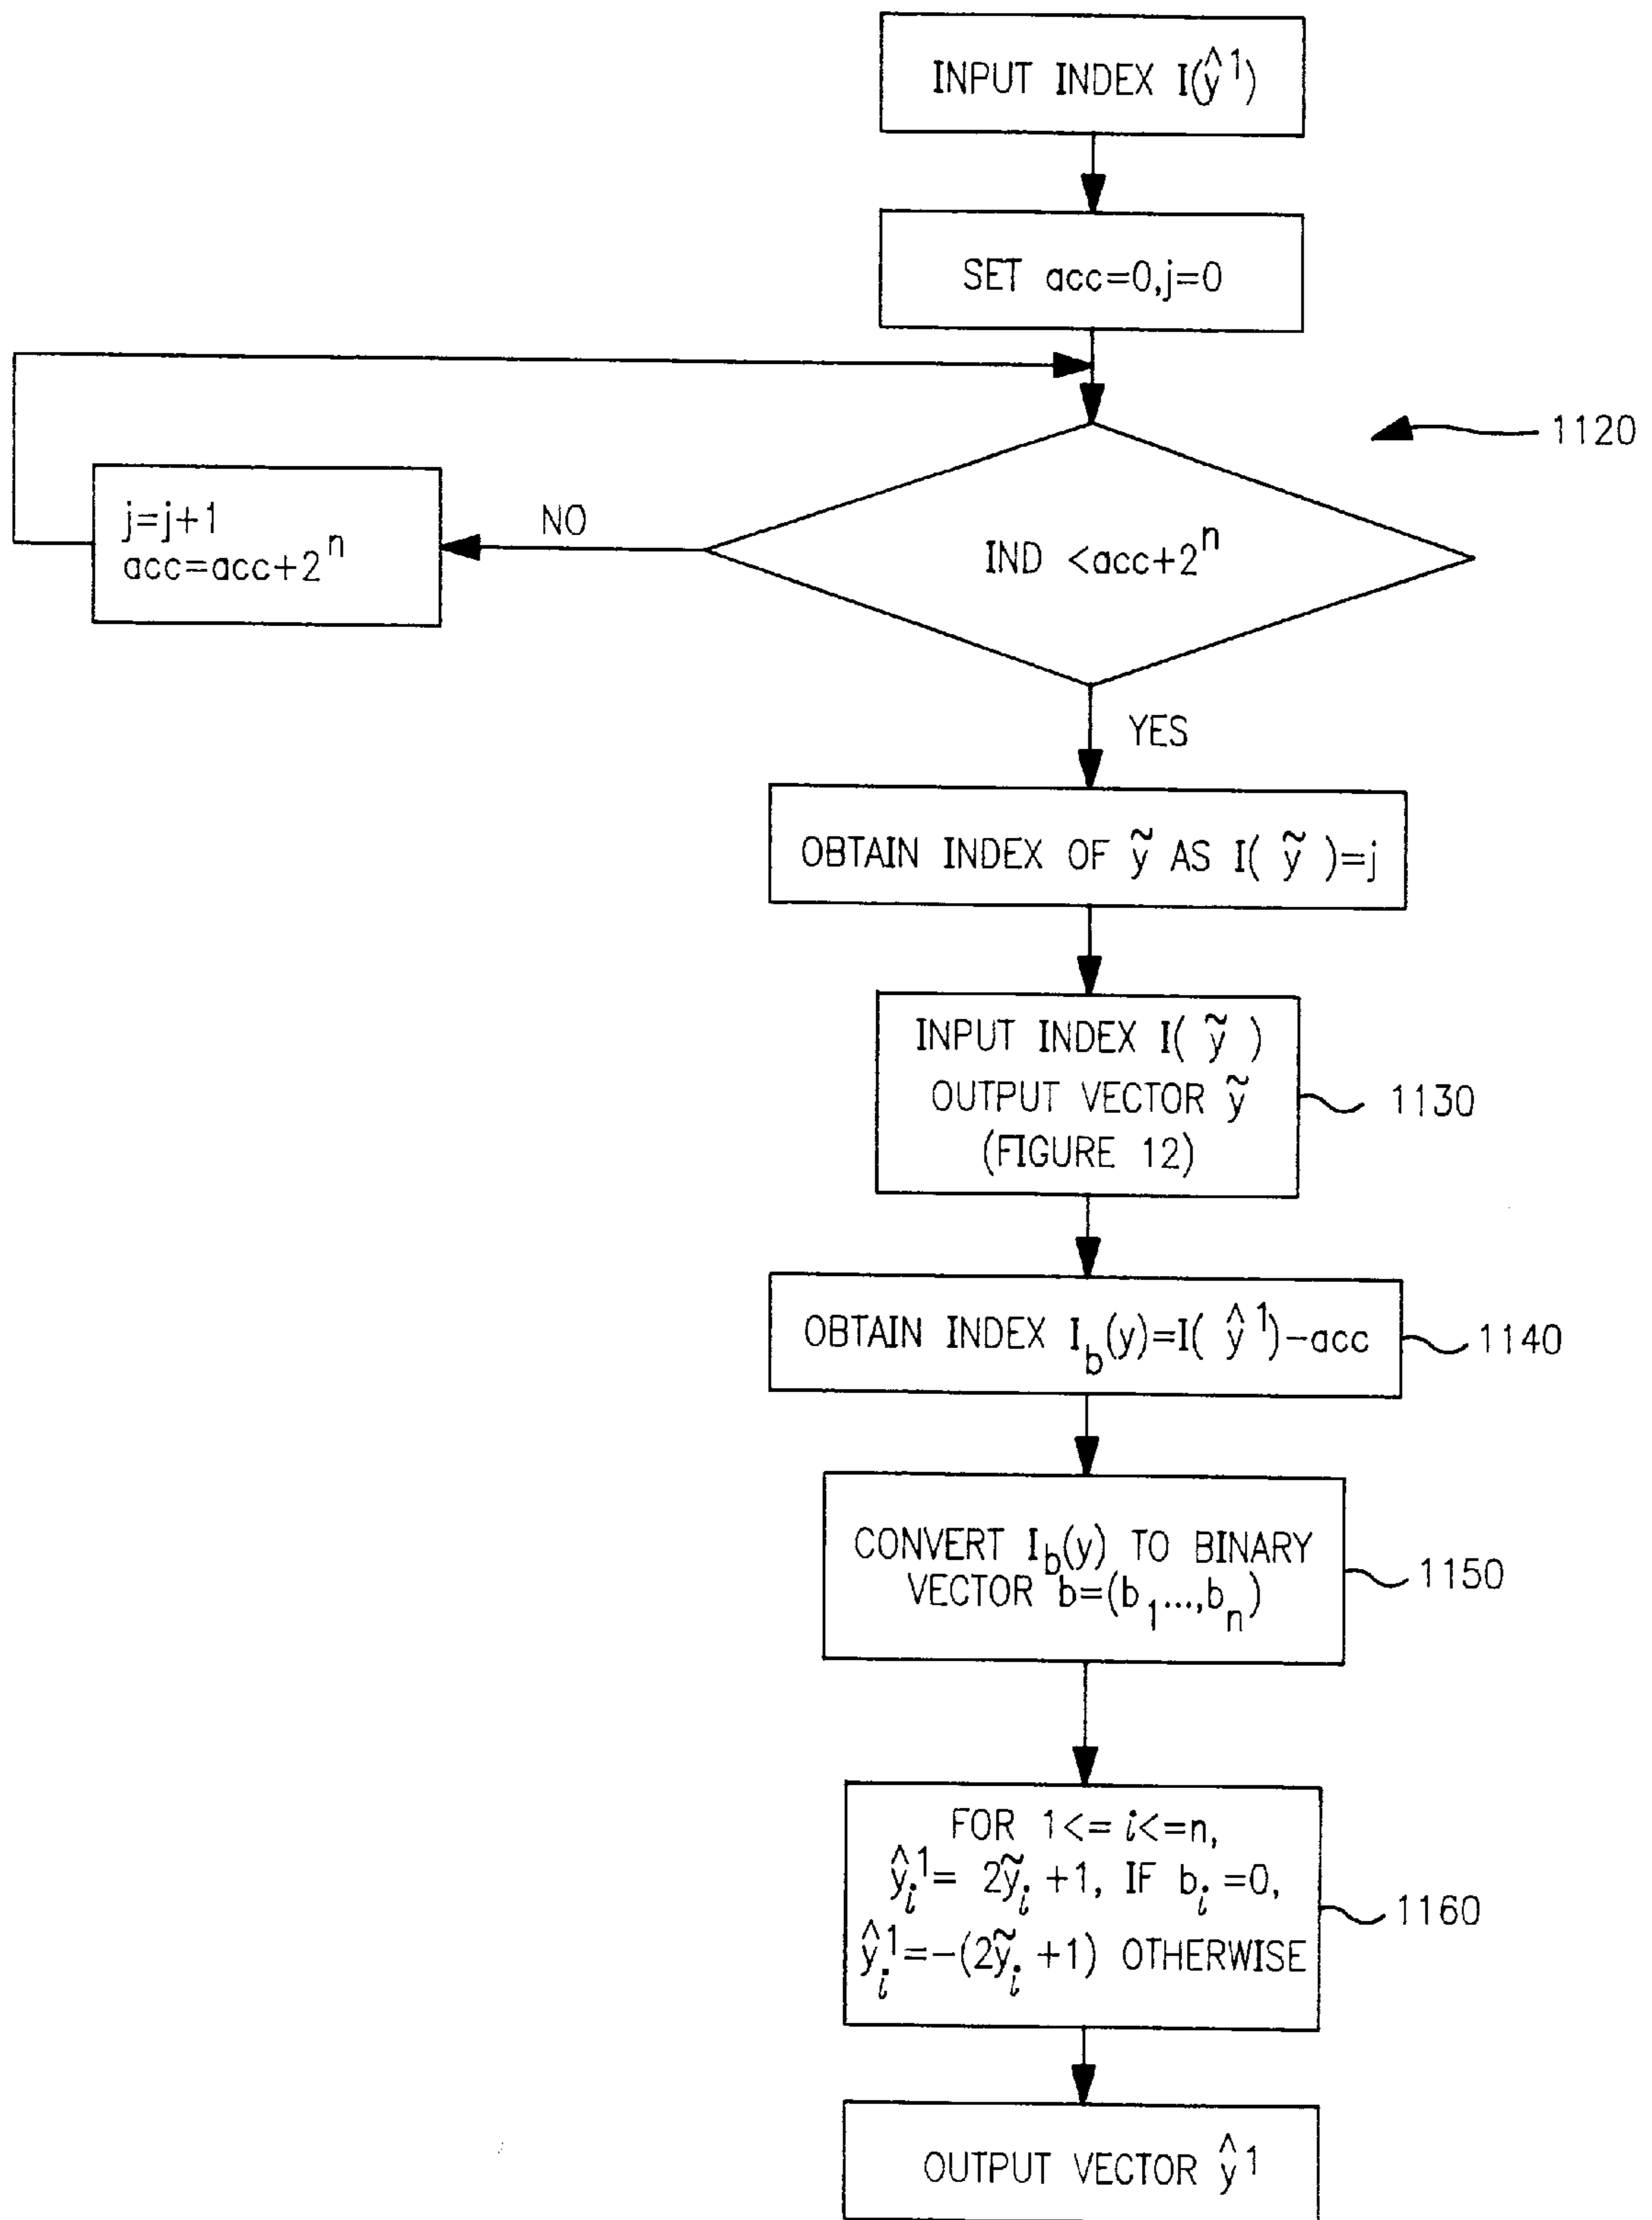 INPUT INDEX I(ŷ¹)
SET acc=0,j=0
1120
j=j+1
acc=acc+2ⁿ
NO
IND <acc+2ⁿ
YES
OBTAIN INDEX OF ỹ AS I( ỹ )=j
INPUT INDEX I( ỹ )
OUTPUT VECTOR ỹ
(FIGURE 12)
1130
OBTAIN INDEX I_b(y)=I( ŷ¹)-acc
1140
CONVERT I_b(y) TO BINARY
VECTOR b=(b₁...,bₙ)
1150
FOR 1<= i<=n,
ŷᵢ¹= 2ỹᵢ +1, IF bᵢ =0,
ŷᵢ¹=-(2ỹᵢ +1) OTHERWISE
1160
OUTPUT VECTOR ŷ¹